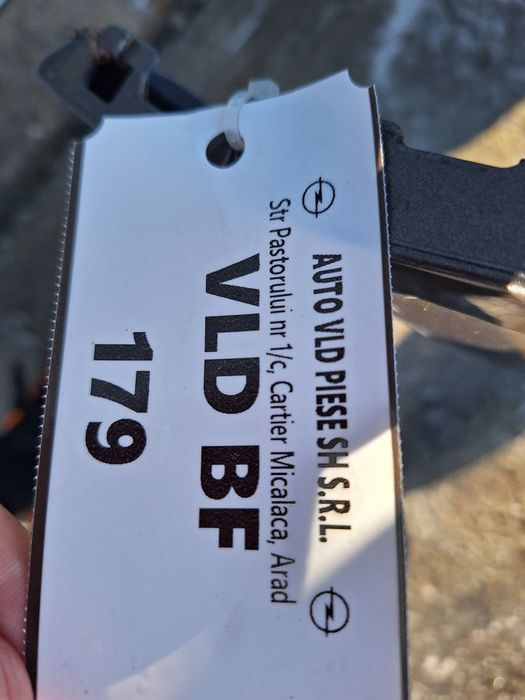 AUTO VLD PIESE SH S.R.L.
Str Pastorului nr 1/c, Cartier Micalaca, Arad
VLD BF
179